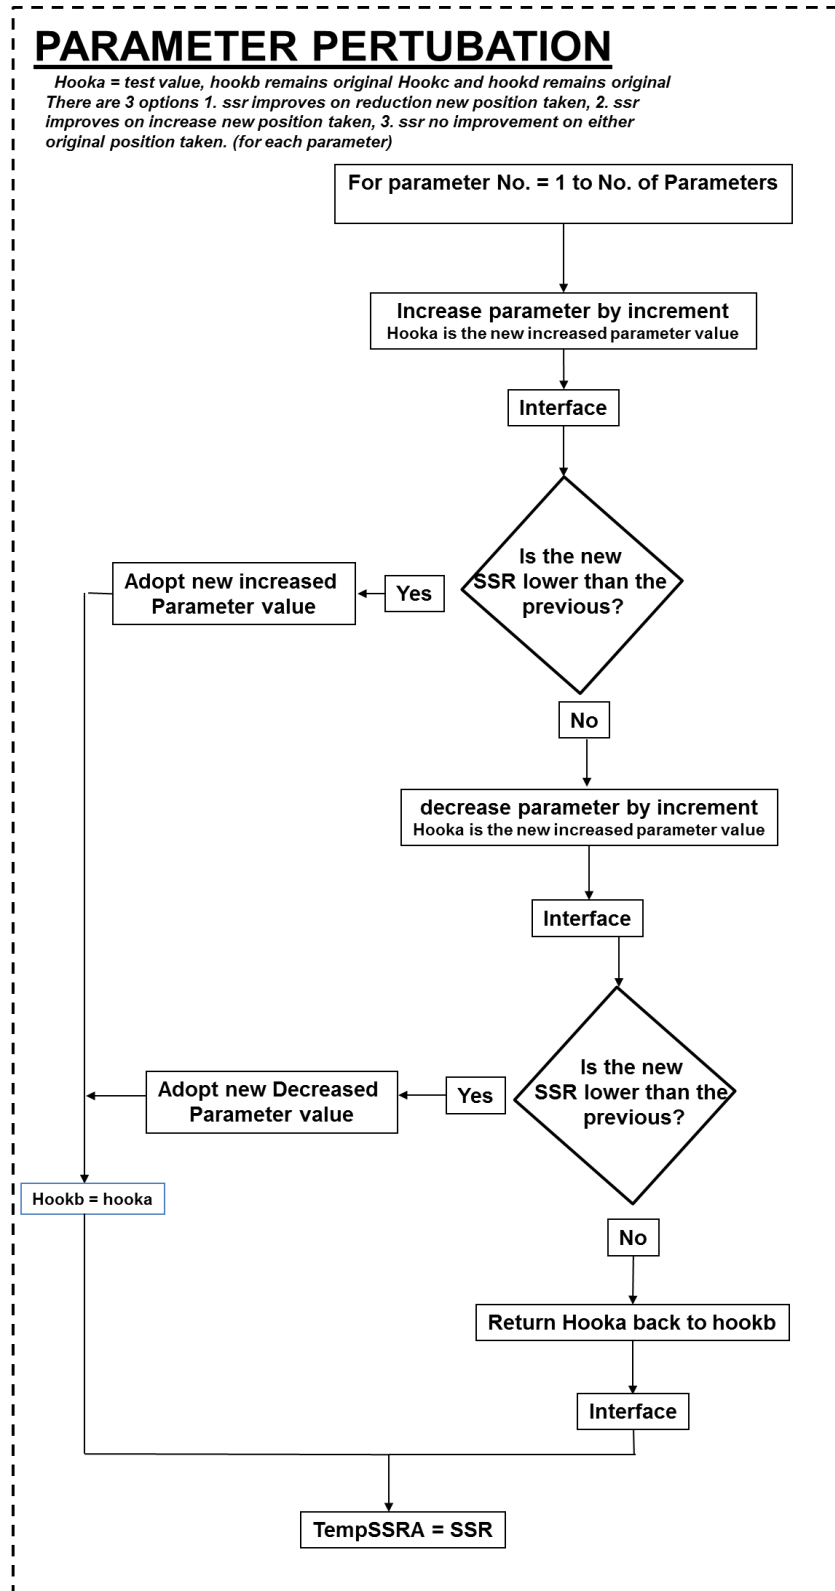 PARAMETER PERTUBATION
Hooka = test value, hookb remains original Hookc and hookd remains original
There are 3 options 1. ssr improves on reduction new position taken, 2. ssr
improves on increase new position taken, 3. ssr no improvement on either
original position taken. (for each parameter)
For parameter No. = 1 to No. of Parameters
Increase parameter by increment
Hooka is the new increased parameter value
Interface
Is the new
SSR lower than the
previous?
Yes
Adopt new increased
Parameter value
No
decrease parameter by increment
Hooka is the new increased parameter value
Interface
Is the new
SSR lower than the
previous?
Yes
Adopt new Decreased
Parameter value
Hookb = hooka
No
Return Hooka back to hookb
Interface
TempSSRA = SSR